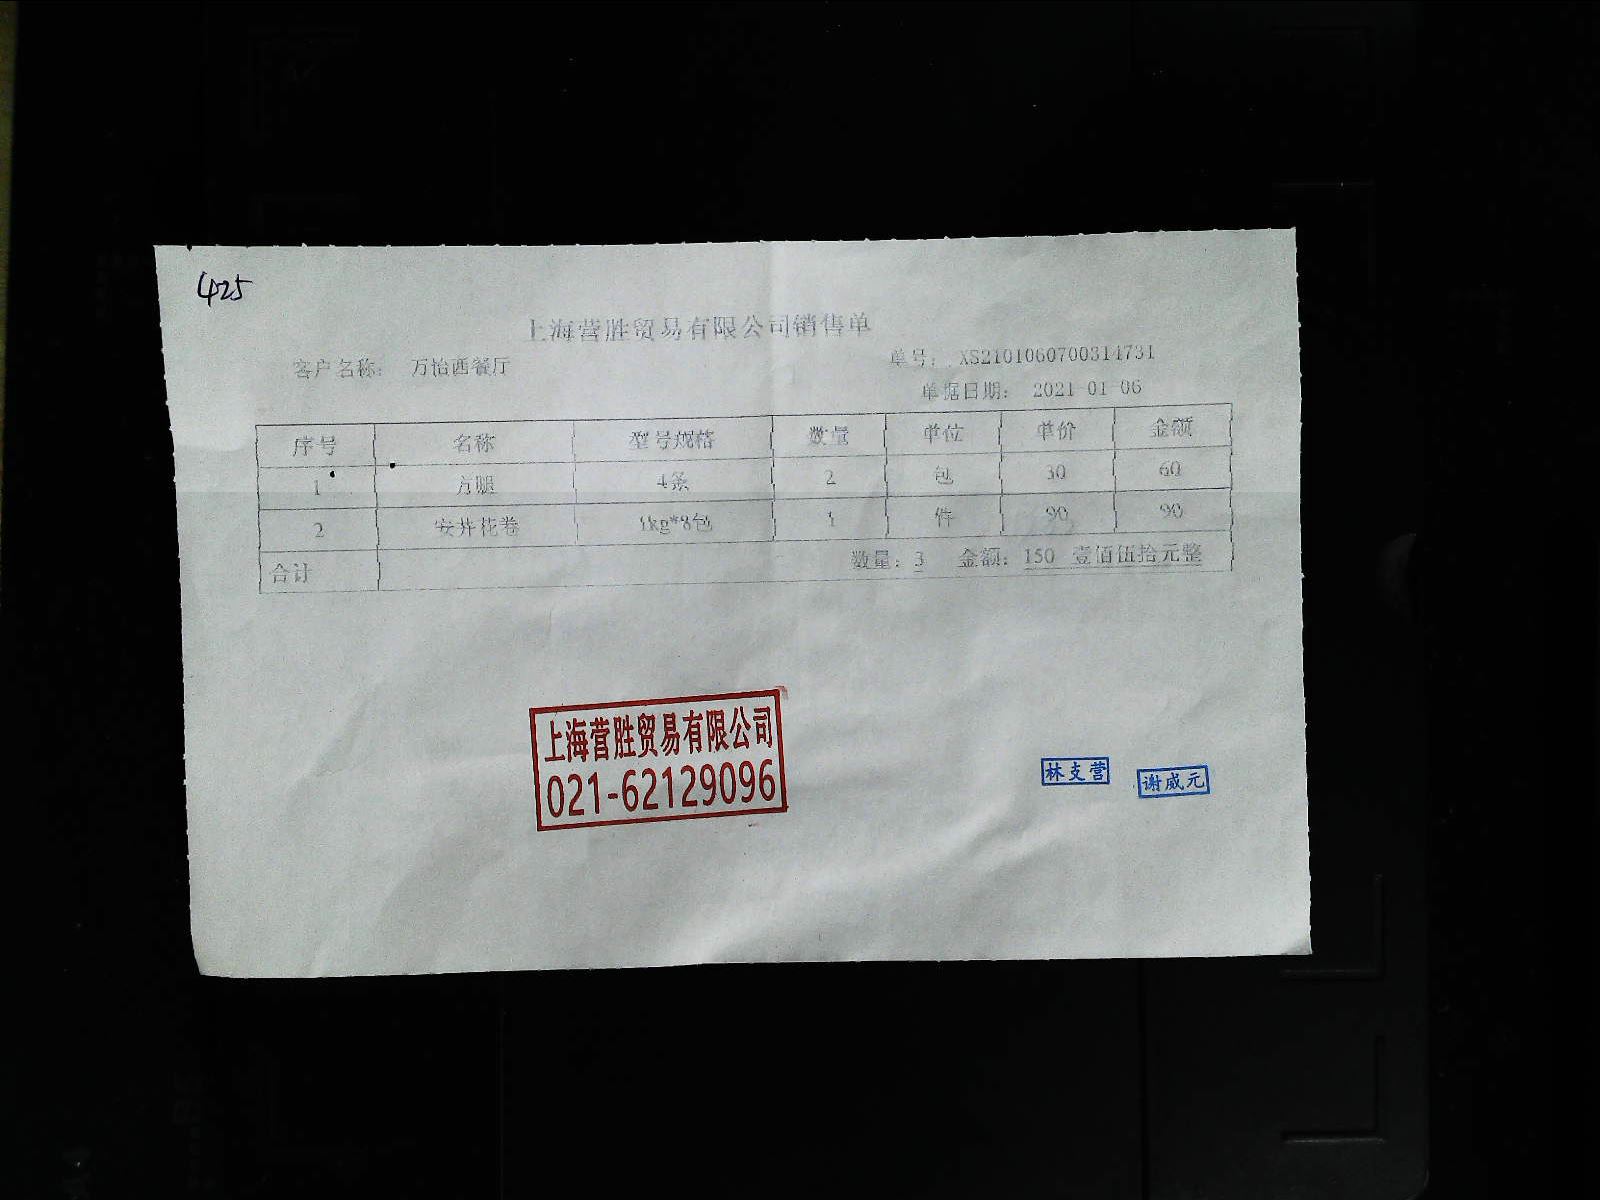 425
上海营胜贸易有限公司销售单
客户名称： 万怡西餐厅 单号： XS2101060700314731
单据日期： 2021-01-06
序号 名称 型号规格 数量 单位 单价 金额
1 方腿 4条 2 包 30 60
2 安井花卷 1kg*8包 1 件 90 90
合计 数量：3 金额：150 壹佰伍拾元整
上海营胜贸易有限公司
021-62129096
林支营
谢威元